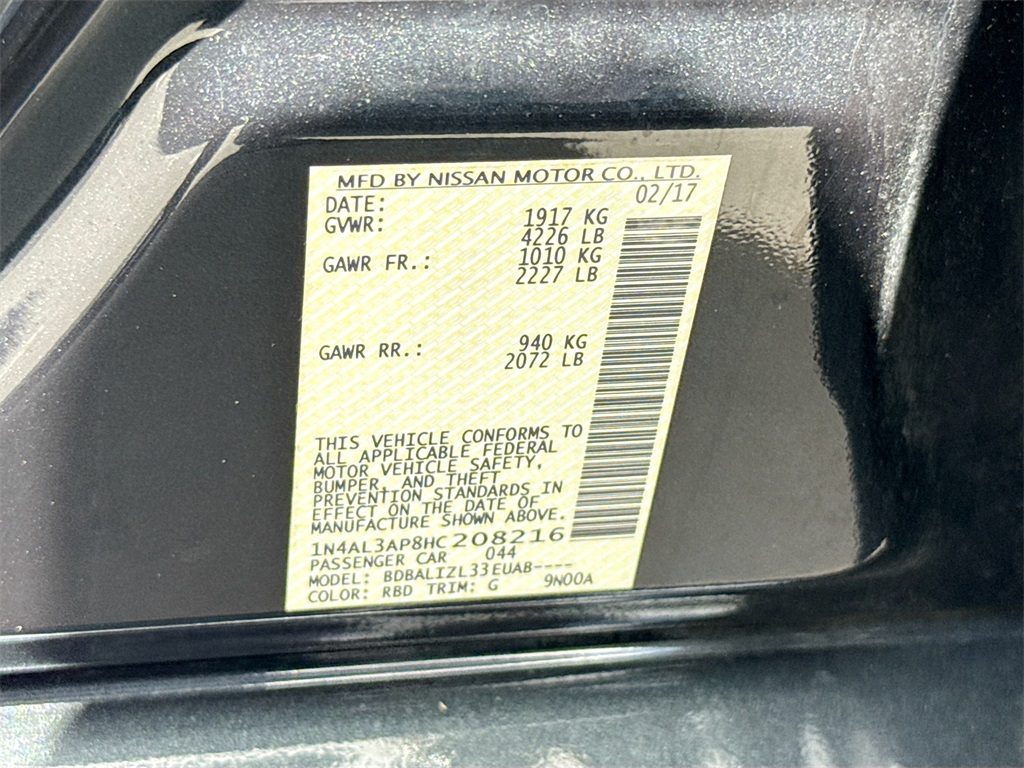 MFD BY NISSAN MOTOR CO., LTD.
DATE: 02/17
GVWR: 1917 KG
4226 LB
GAWR FR.: 1010 KG
2227 LB
GAWR RR.: 940 KG
2072 LB
THIS VEHICLE CONFORMS TO
ALL APPLICABLE FEDERAL
MOTOR VEHICLE SAFETY,
BUMPER, AND THEFT
PREVENTION STANDARDS IN
EFFECT ON THE DATE OF
MANUFACTURE SHOWN ABOVE.
1N4AL3AP8HC208216
PASSENGER CAR 044
MODEL: BDBALIZL33EUAB----
COLOR: RBD TRIM: G 9N00A